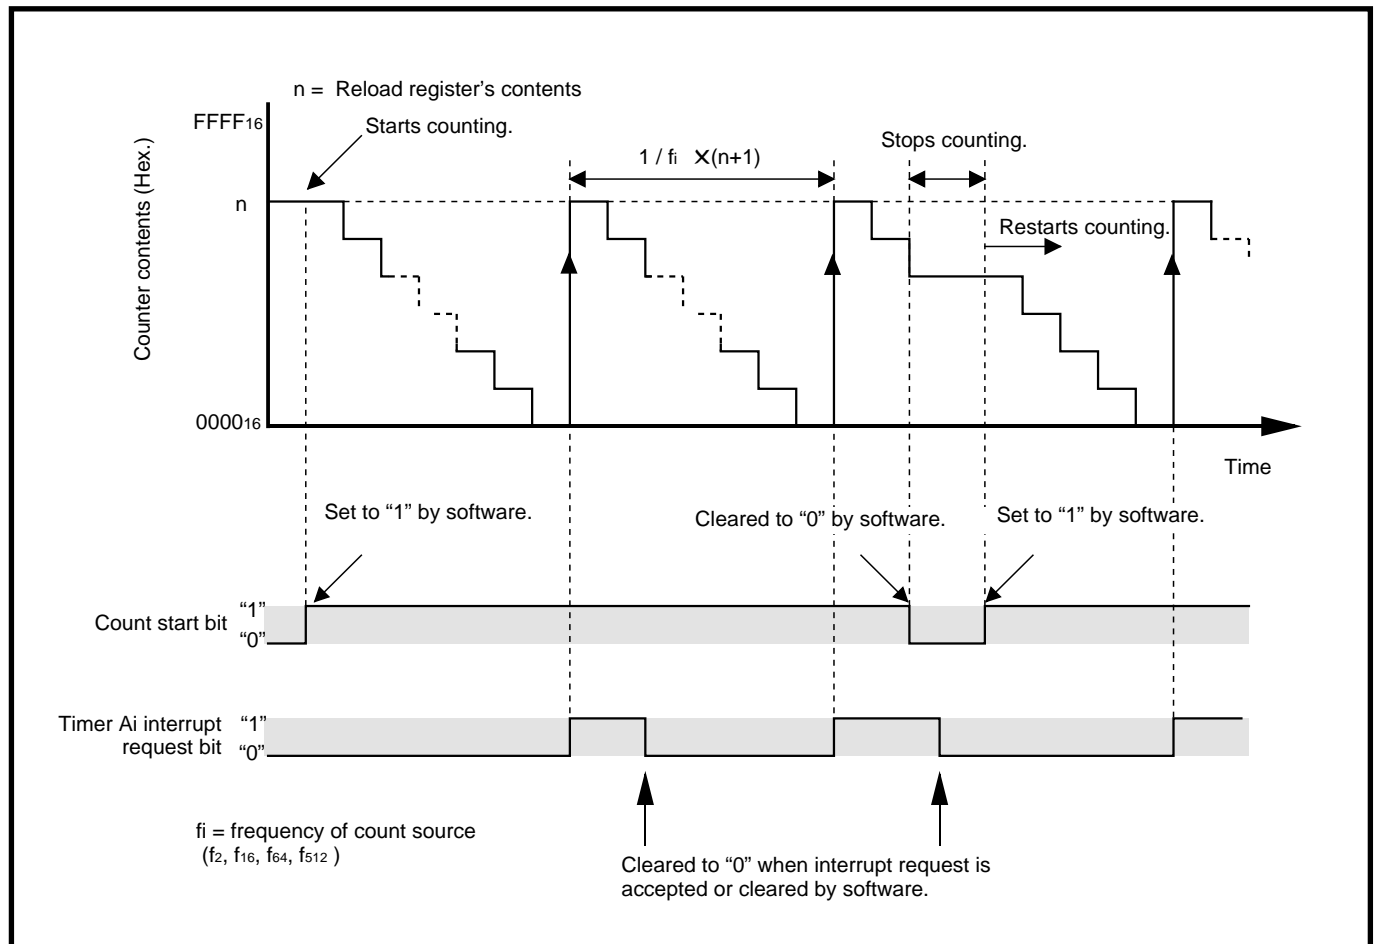 n = Reload register’s contents
FFFF16
Starts counting.
Counter contents (Hex.)
1 / fi ×(n+1)
Stops counting.
n
Restarts counting.
000016
Time
Set to “1” by software.
Cleared to “0” by software.
Set to “1” by software.
Count start bit
“1”
“0”
Timer Ai interrupt
request bit
“1”
“0”
fi = frequency of count source
(f2, f16, f64, f512 )
Cleared to “0” when interrupt request is
accepted or cleared by software.